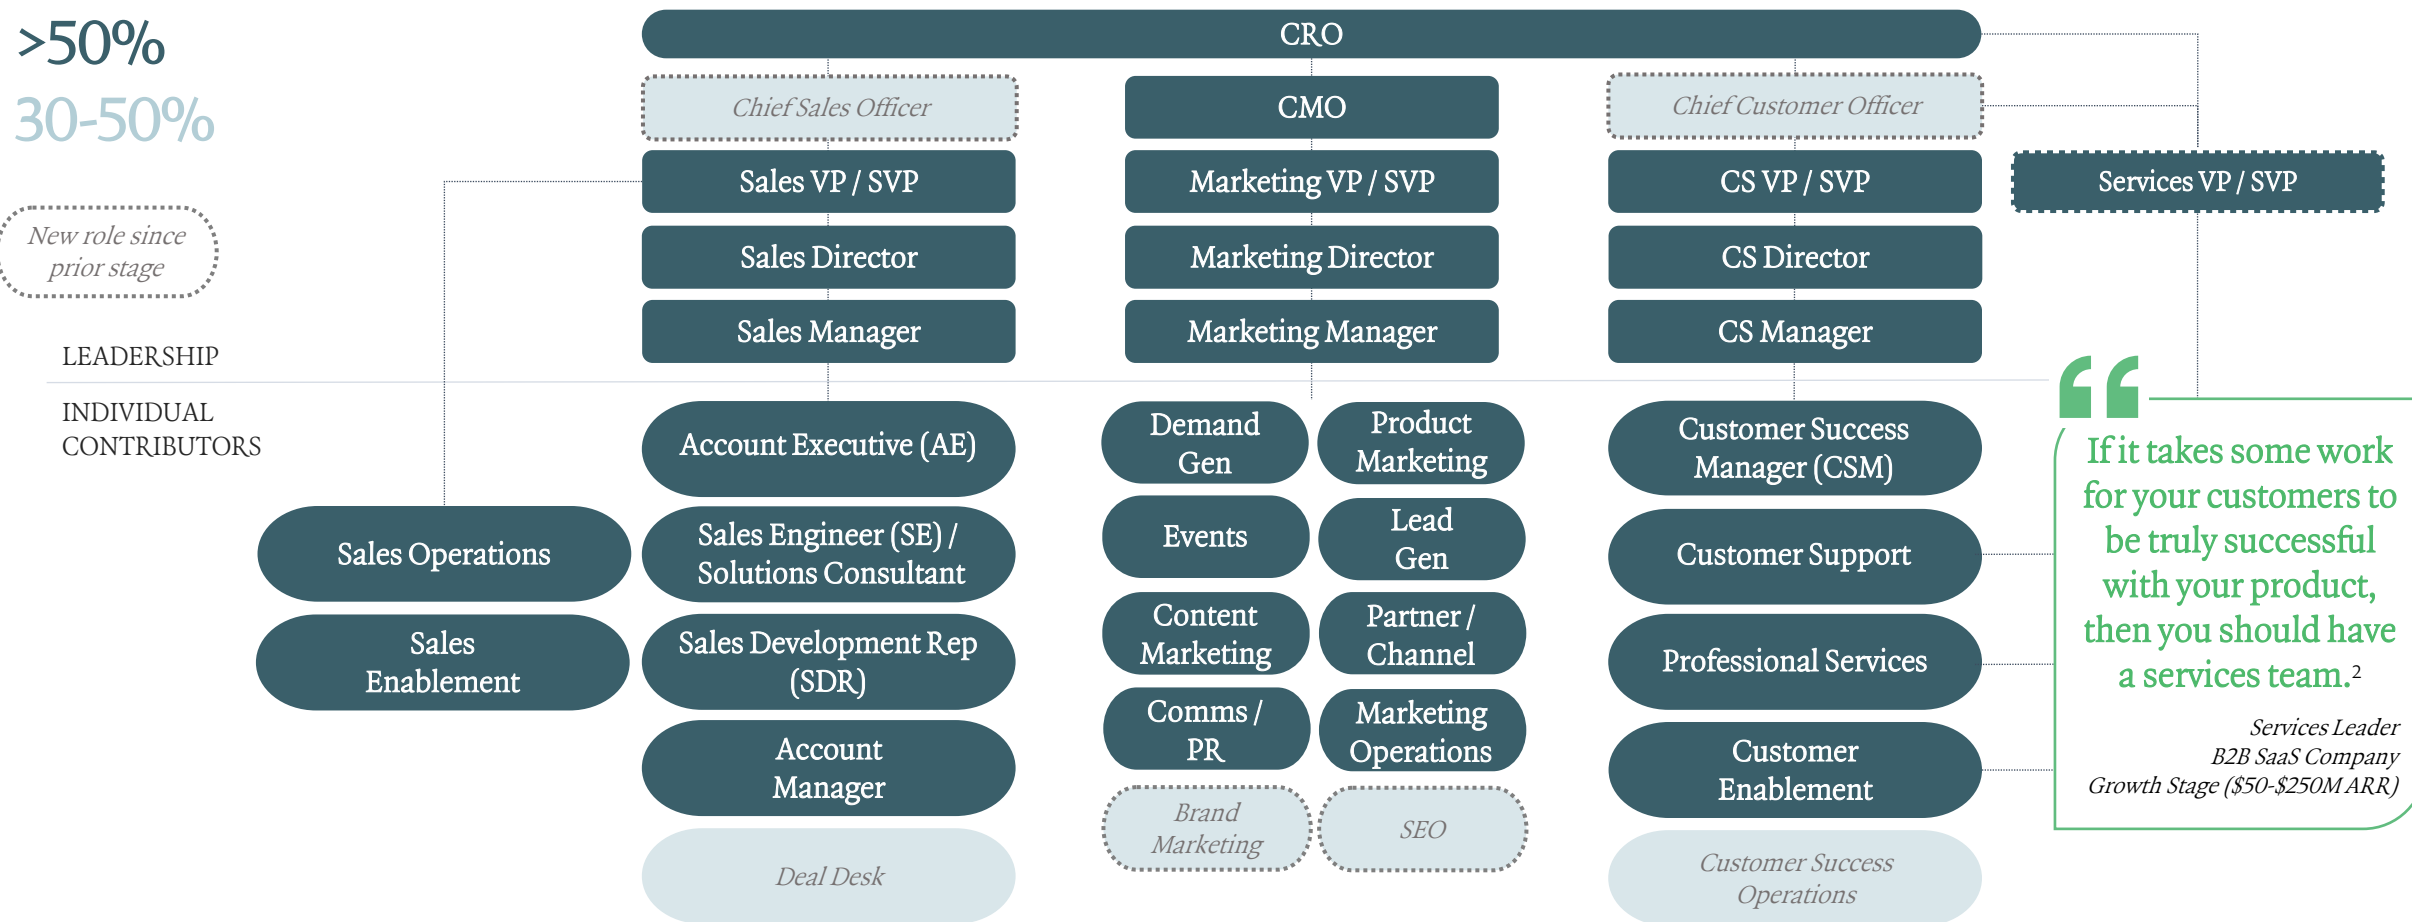 >50%
30-50%
New role since
prior stage
LEADERSHIP
INDIVIDUAL
CONTRIBUTORS
CRO
Chief Sales Officer
CMO
Chief Customer Officer
Sales VP / SVP
Marketing VP / SVP
CS VP / SVP
Services VP / SVP
Sales Director
Marketing Director
CS Director
Sales Manager
Marketing Manager
CS Manager
Sales Operations
Sales
Enablement
Account Executive (AE)
Sales Engineer (SE) /
Solutions Consultant
Sales Development Rep
(SDR)
Account
Manager
Deal Desk
Demand
Gen
Product
Marketing
Events
Lead
Gen
Content
Marketing
Partner /
Channel
Comms /
PR
Marketing
Operations
Brand
Marketing
SEO
Customer Success
Manager (CSM)
Customer Support
Professional Services
Customer
Enablement
Customer Success
Operations
“
If it takes some work
for your customers to
be truly successful
with your product,
then you should have
a services team.²
Services Leader
B2B SaaS Company
Growth Stage ($50-$250M ARR)